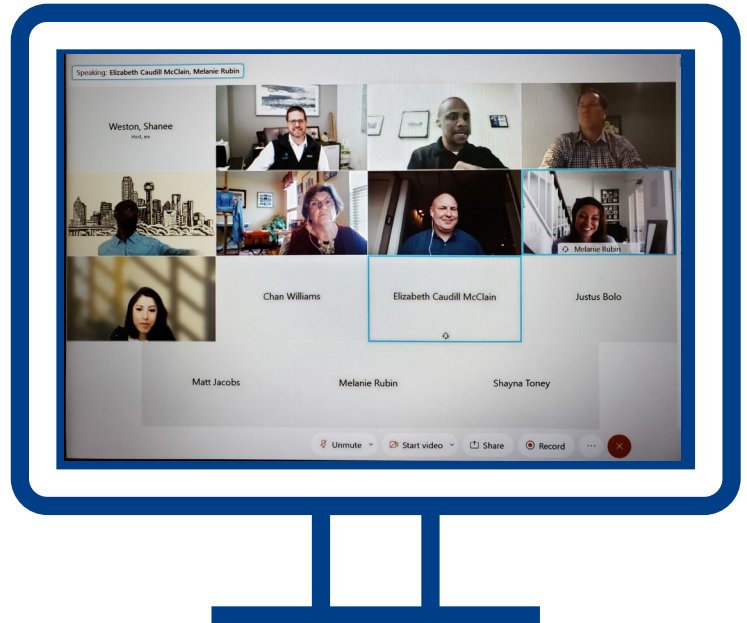 Speaking: Elizabeth Caudill McClain, Melanie Rubin
Weston, Shanee
Host, me
Melanie Rubin
Chan Williams
Elizabeth Caudill McClain
Justus Bolo
Matt Jacobs
Melanie Rubin
Shayna Toney
Unmute
Start video
Share
Record